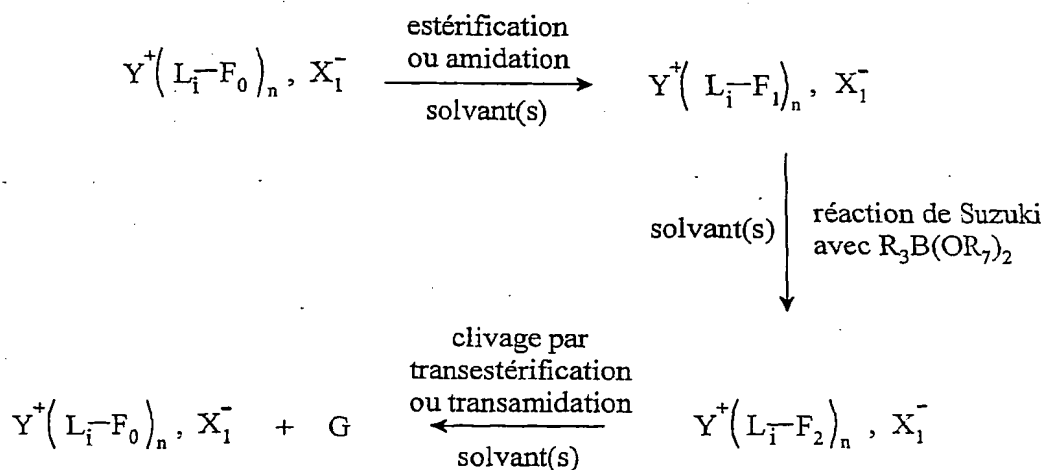 estérification
ou amidation
Y⁺( Lᵢ—F₀ )ₙ , X₁⁻
solvant(s)
Y⁺( Lᵢ—F₁ )ₙ , X₁⁻
solvant(s)
réaction de Suzuki
avec R₃B(OR₇)₂
clivage par
transestérification
ou transamidation
Y⁺( Lᵢ—F₀ )ₙ , X₁⁻ + G
solvant(s)
Y⁺( Lᵢ—F₂ )ₙ , X₁⁻